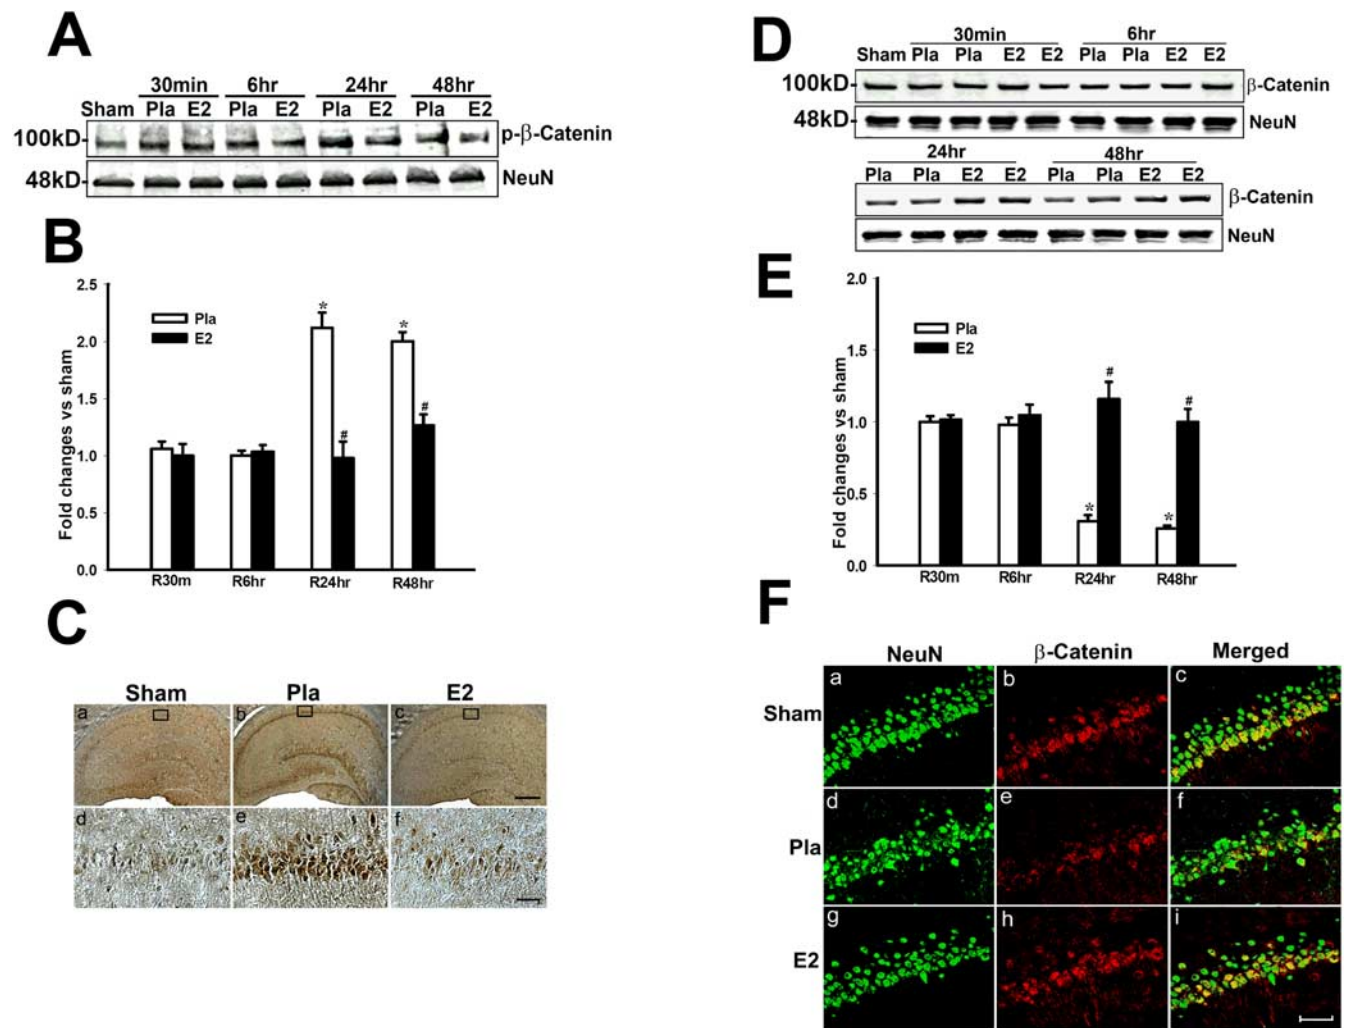 A
30min 6hr 24hr 48hr
Sham Pla E2 Pla E2 Pla E2 Pla E2
100kD p-β-Catenin
48kD NeuN
B
2.5
2.0
1.5
1.0
0.5
0.0
Fold changes vs sham
Pla
E2
*
*
#
#
R30m R6hr R24hr R48hr
C
Sham Pla E2
a b c
d e f
D
30min 6hr
Sham Pla Pla E2 E2 Pla Pla E2 E2
100kD β-Catenin
48kD NeuN
24hr 48hr
Pla Pla E2 E2 Pla Pla E2 E2
β-Catenin
NeuN
E
2.0
1.5
1.0
0.5
0.0
Fold changes vs sham
Pla
E2
#
#
*
*
R30m R6hr R24hr R48hr
F
NeuN β-Catenin Merged
Sham a b c
Pla d e f
E2 g h i